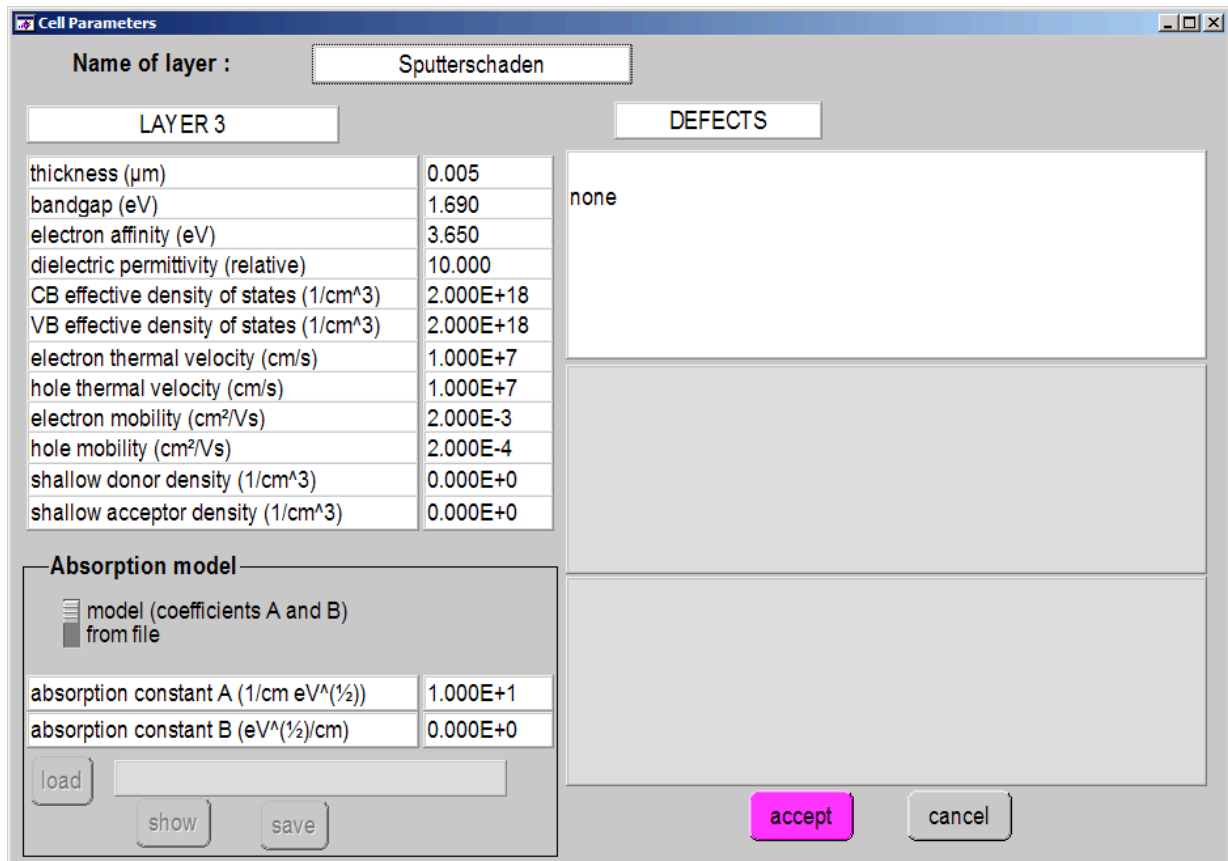 Cell Parameters
Name of layer : Sputterschaden
LAYER 3
DEFECTS
thickness (µm) 0.005
bandgap (eV) 1.690
electron affinity (eV) 3.650
dielectric permittivity (relative) 10.000
CB effective density of states (1/cm^3) 2.000E+18
VB effective density of states (1/cm^3) 2.000E+18
electron thermal velocity (cm/s) 1.000E+7
hole thermal velocity (cm/s) 1.000E+7
electron mobility (cm²/Vs) 2.000E-3
hole mobility (cm²/Vs) 2.000E-4
shallow donor density (1/cm^3) 0.000E+0
shallow acceptor density (1/cm^3) 0.000E+0
none
Absorption model
model (coefficients A and B)
from file
absorption constant A (1/cm eV^(½)) 1.000E+1
absorption constant B (eV^(½)/cm) 0.000E+0
load
show save
accept cancel